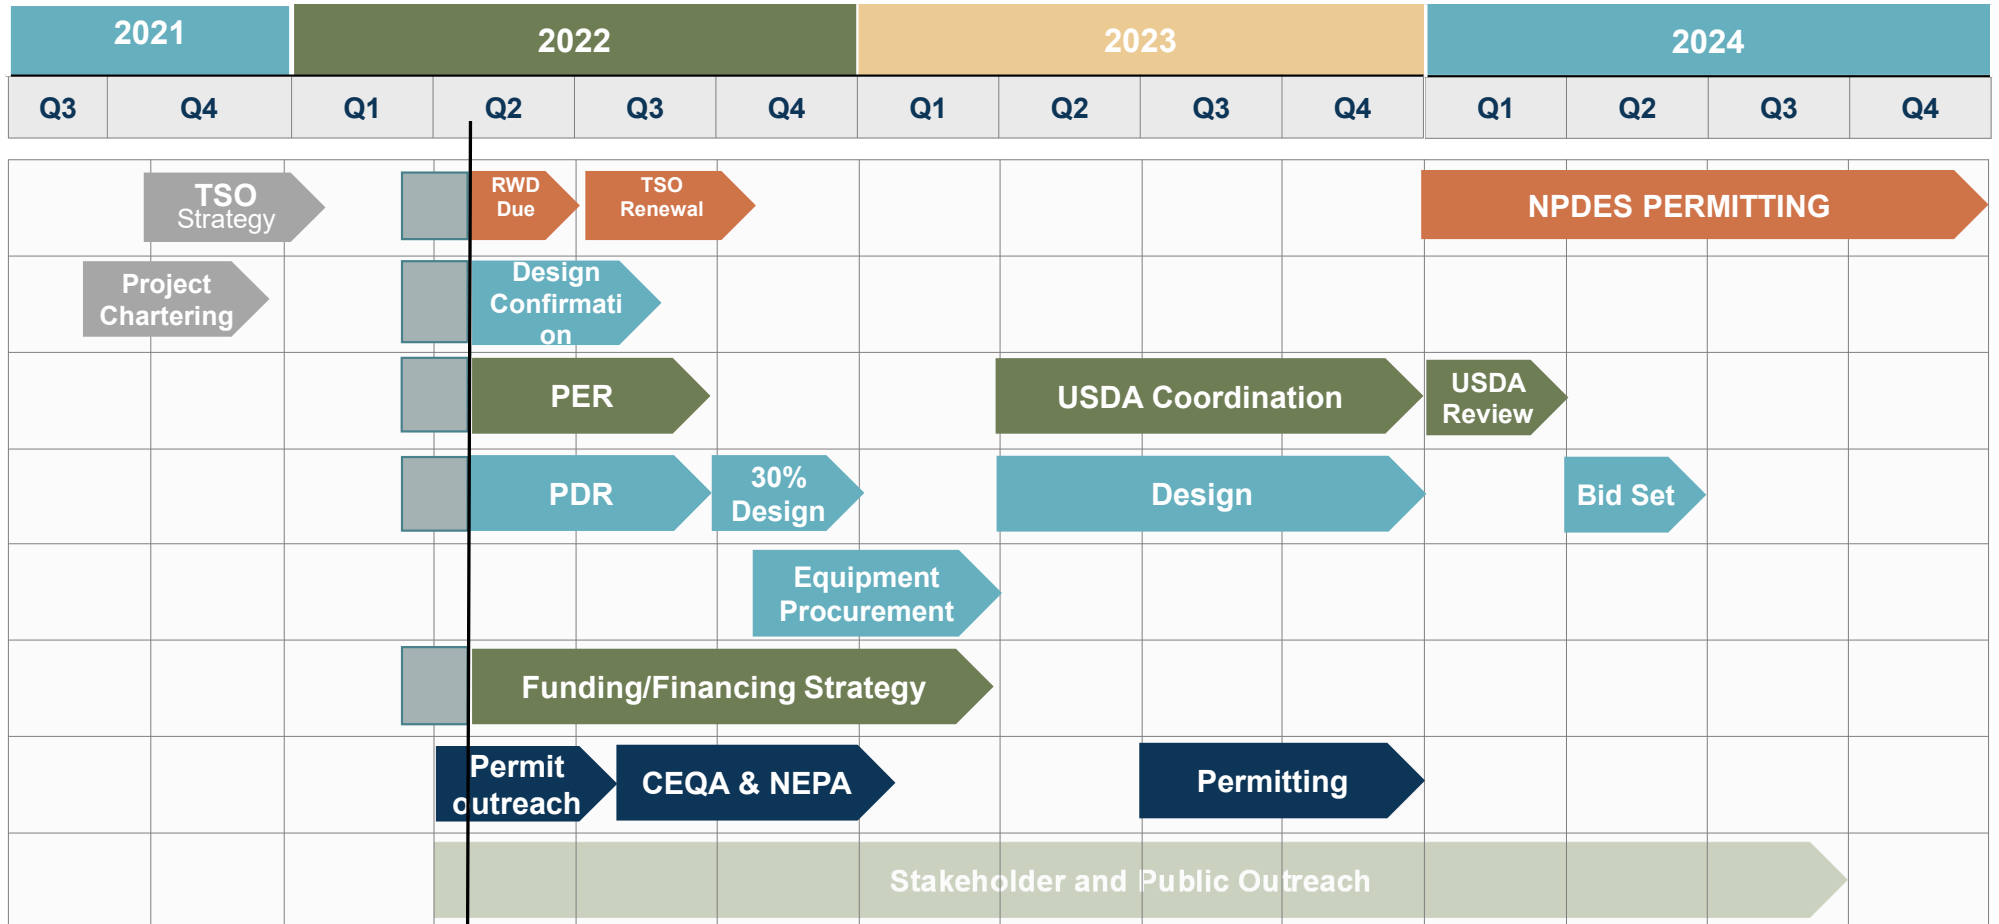 2021
2022
2023
2024
Q3
Q4
Q1
Q2
Q3
Q4
Q1
Q2
Q3
Q4
Q1
Q2
Q3
Q4
TSO
Strategy
RWD
Due
TSO
Renewal
NPDES PERMITTING
Project
Chartering
Design
Confirmati
on
PER
USDA Coordination
USDA
Review
PDR
30%
Design
Design
Bid Set
Equipment
Procurement
Funding/Financing Strategy
Permit
outreach
CEQA & NEPA
Permitting
Stakeholder and Public Outreach